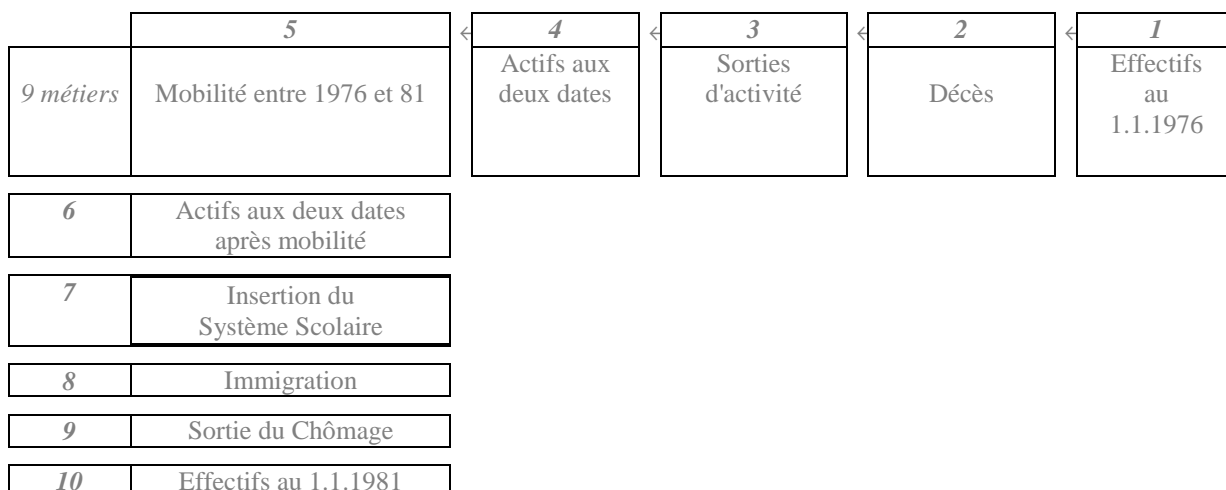 5 ← 4 ← 3 ← 2 ← 1
9 métiers
Mobilité entre 1976 et 81
Actifs aux
deux dates
Sorties
d'activité
Décès
Effectifs
au
1.1.1976
6 Actifs aux deux dates
après mobilité
7 Insertion du
Système Scolaire
8 Immigration
9 Sortie du Chômage
10 Effectifs au 1.1.1981